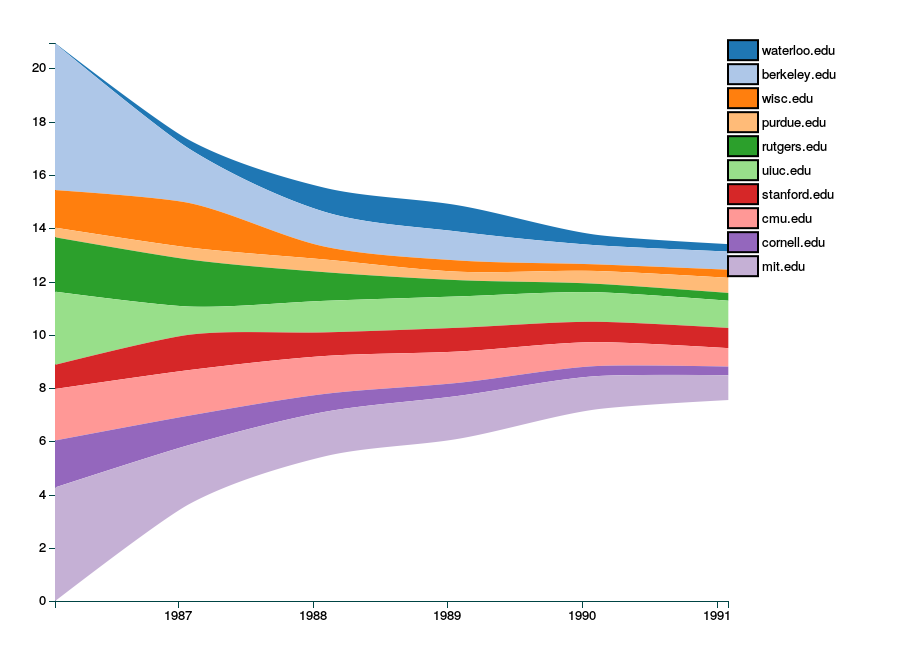 20
18
16
14
12
10
8
6
4
2
0
1987 1988 1989 1990 1991
waterloo.edu
berkeley.edu
wisc.edu
purdue.edu
rutgers.edu
uiuc.edu
stanford.edu
cmu.edu
cornell.edu
mit.edu